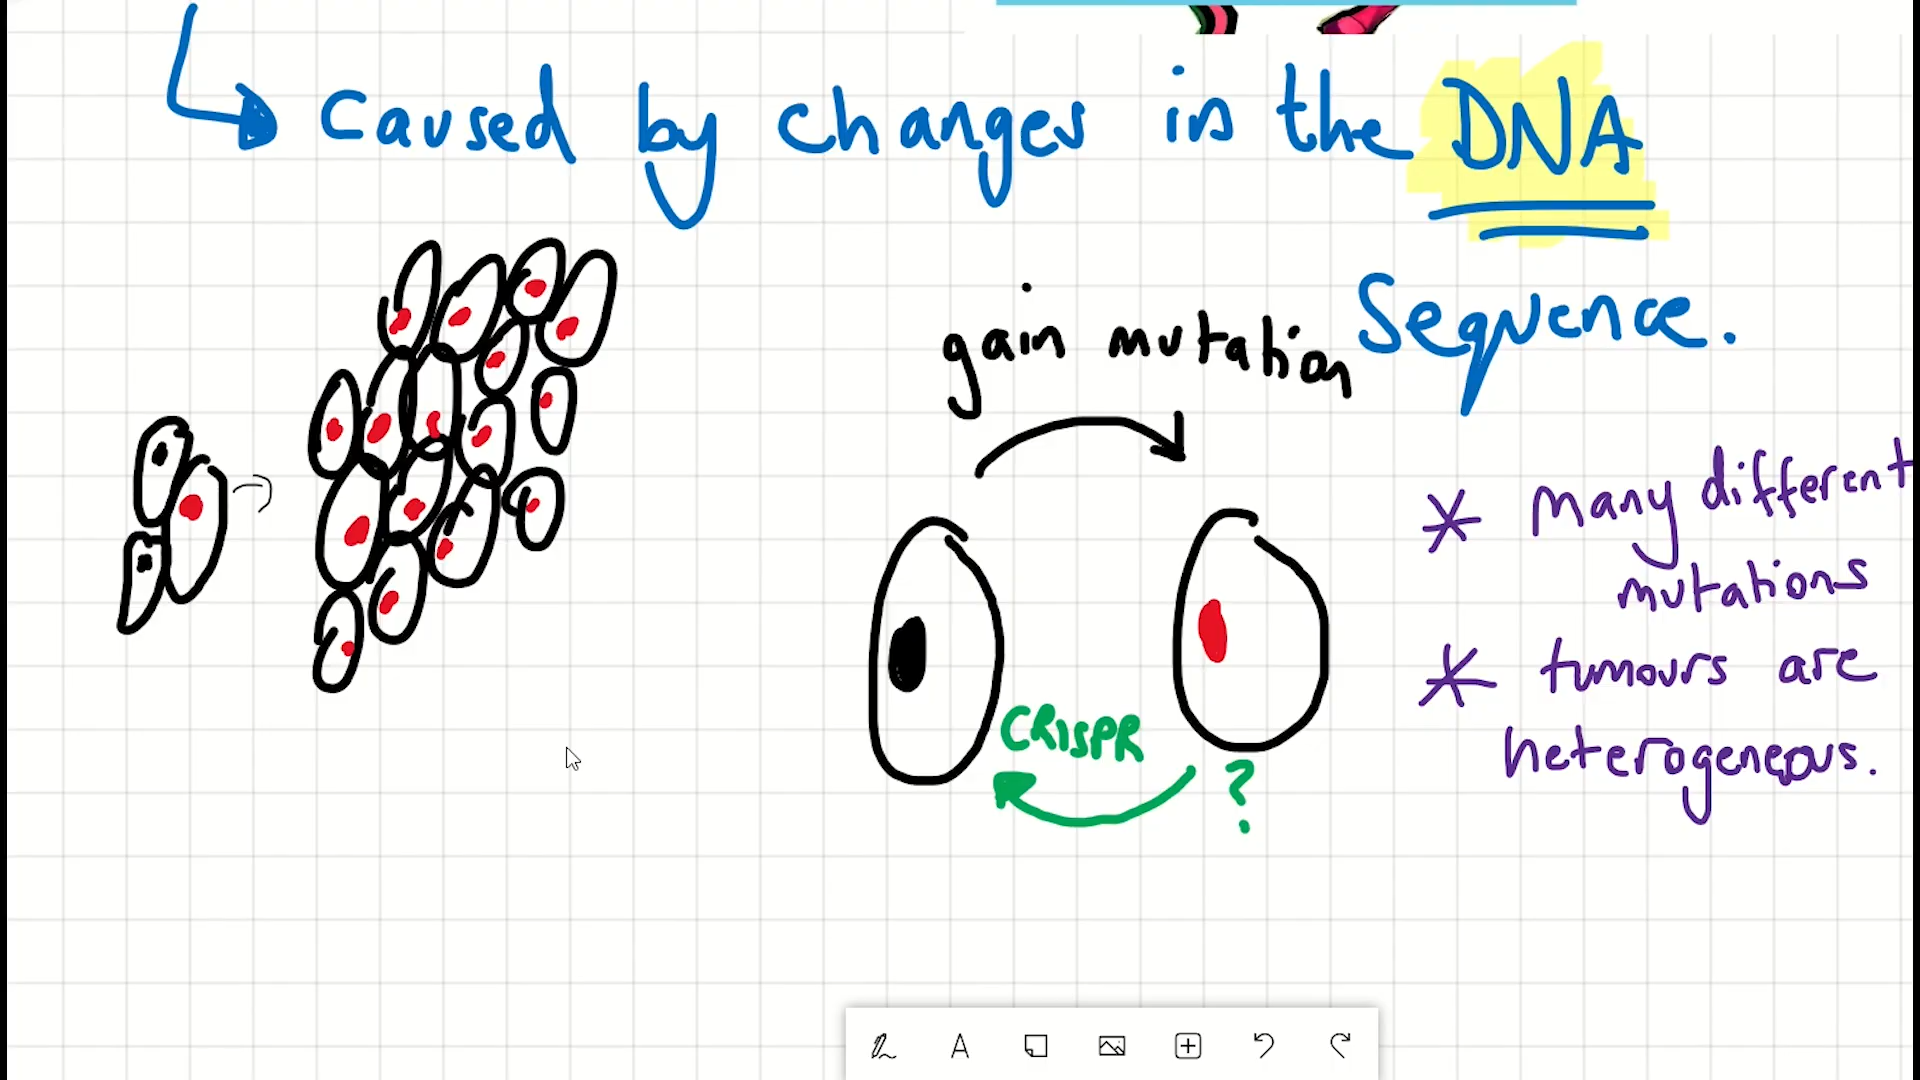 caused by changes in the DNA
Sequence.
gain mutation
* many different
mutations
* tumours are
heterogeneous.
CRISPR
?